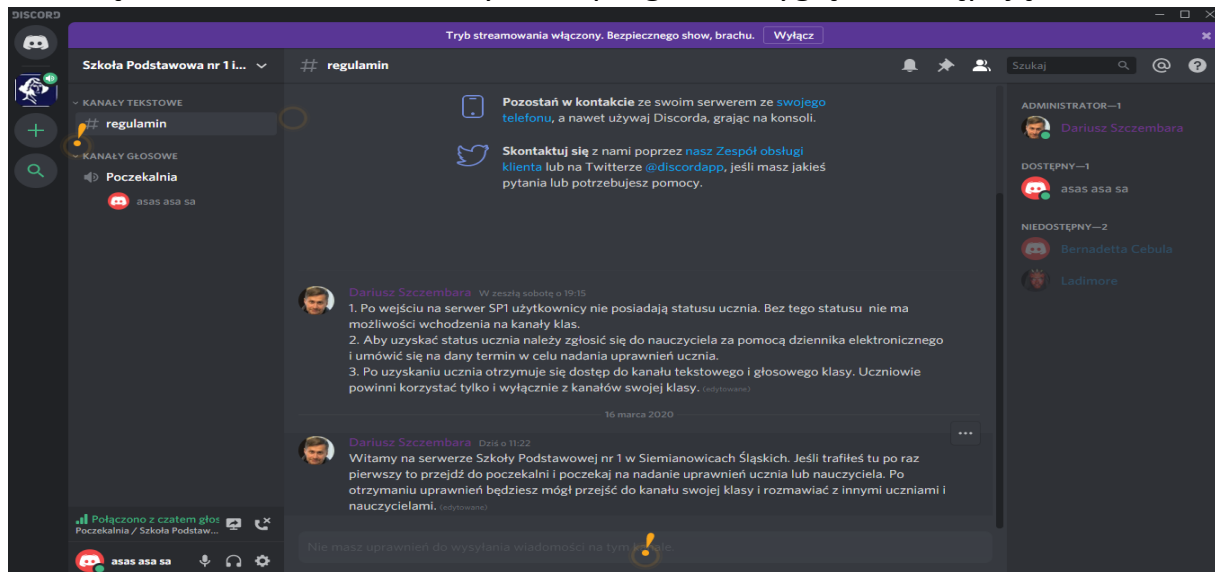 DISCORD
Tryb streamowania włączony. Bezpiecznego show, brachu. Wyłącz
Szkoła Podstawowa nr 1 i...
# regulamin
Szukaj
KANAŁY TEKSTOWE
# regulamin
KANAŁY GŁOSOWE
Poczekalnia
asas asa sa
Pozostań w kontakcie ze swoim serwerem ze swojego
telefonu, a nawet używaj Discorda, grając na konsoli.
Skontaktuj się z nami poprzez nasz Zespół obsługi
klienta lub na Twitterze @discordapp, jeśli masz jakieś
pytania lub potrzebujesz pomocy.
Dariusz Szczembara W zeszłą sobotę o 19:15
1. Po wejściu na serwer SP1 użytkownicy nie posiadają statusu ucznia. Bez tego statusu nie ma
możliwości wchodzenia na kanały klas.
2. Aby uzyskać status ucznia należy zgłosić się do nauczyciela za pomocą dziennika elektronicznego
i umówić się na dany termin w celu nadania uprawnień ucznia.
3. Po uzyskaniu ucznia otrzymuje się dostęp do kanału tekstowego i głosowego klasy. Uczniowie
powinni korzystać tylko i wyłącznie z kanałów swojej klasy. (edytowane)
16 marca 2020
Dariusz Szczembara Dziś o 11:22
Witamy na serwerze Szkoły Podstawowej nr 1 w Siemianowicach Śląskich. Jeśli trafiłeś tu po raz
pierwszy to przejdź do poczekalni i poczekaj na nadanie uprawnień ucznia lub nauczyciela. Po
otrzymaniu uprawnień będziesz mógł przejść do kanału swojej klasy i rozmawiać z innymi uczniami i
nauczycielami. (edytowane)
Nie masz uprawnień do wysyłania wiadomości na tym
ADMINISTRATOR—1
Dariusz Szczembara
DOSTĘPNY—1
asas asa sa
NIEDOSTĘPNY—2
Bernadetta Cebula
Ladimore
Połączono z czatem głos
Poczekalnia / Szkoła Podstaw...
asas asa sa